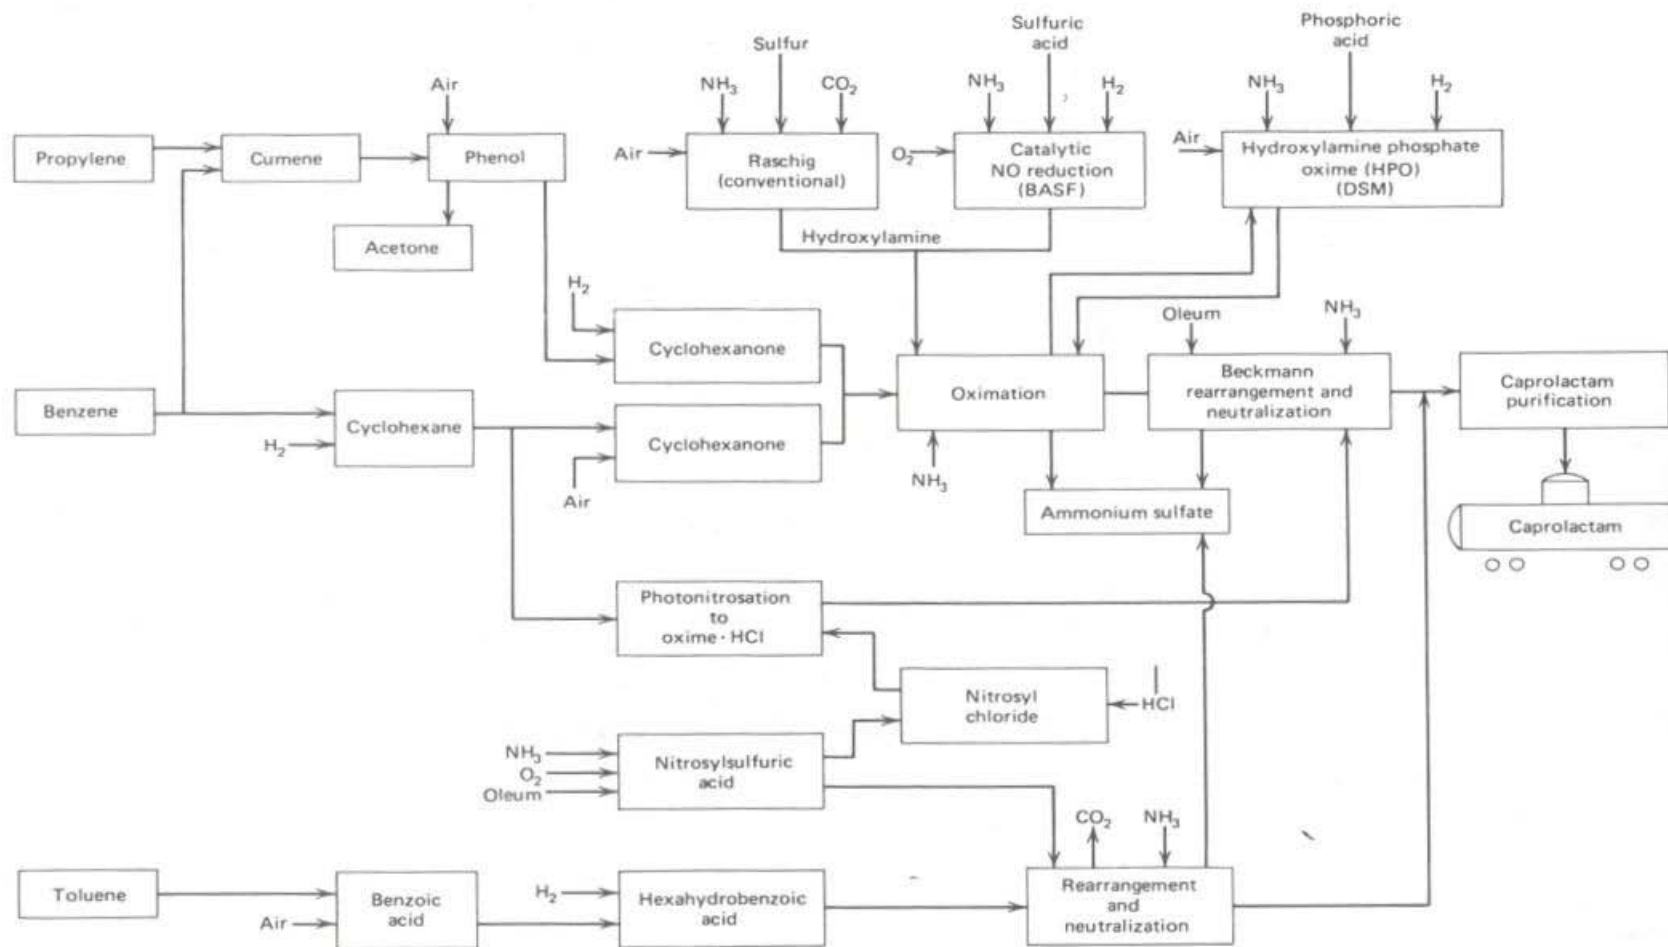 Sulfur
Sulfuric
acid
Phosphoric
acid
Air
NH3
CO2
NH3
H2
NH3
H2
Propylene
Cumene
Phenol
Air
Raschig
(conventional)
O2
Catalytic
NO reduction
(BASF)
Air
Hydroxylamine phosphate
oxime (HPO)
(DSM)
Acetone
Hydroxylamine
H2
Cyclohexanone
Oleum
NH3
Benzene
H2
Cyclohexane
Cyclohexanone
Air
Oximation
NH3
Beckmann
rearrangement and
neutralization
Caprolactam
purification
Ammonium sulfate
Caprolactam
Photonitrosation
to
oxime · HCl
Nitrosyl
chloride
HCl
NH3
O2
Oleum
Nitrosylsulfuric
acid
CO2
NH3
Toluene
Air
Benzoic
acid
H2
Hexahydrobenzoic
acid
Rearrangement
and
neutralization